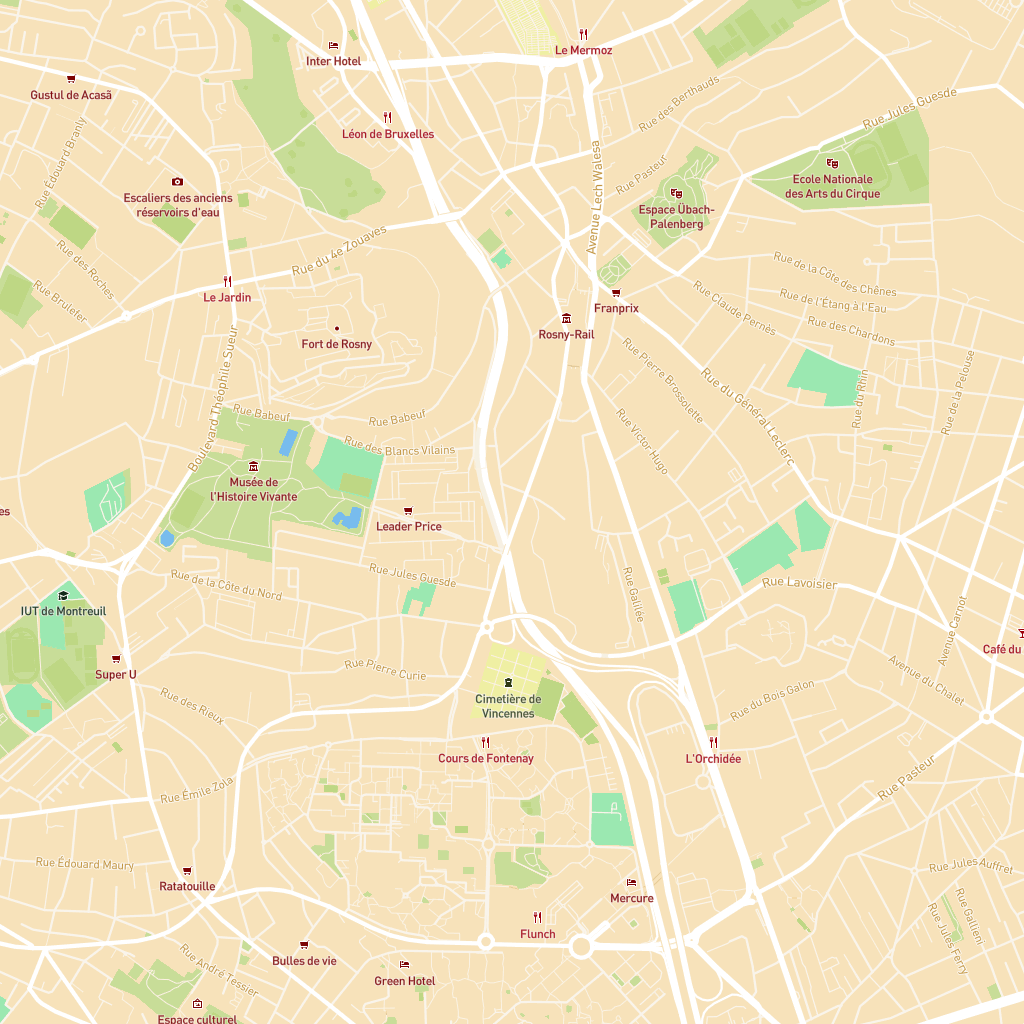 Le Mermoz
Inter Hotel
Gustul de Acasã
Rue des Berthauds
Rue Jules Guesde
Léon de Bruxelles
Rue Édouard Branly
Avenue Lech Walesa
Rue Pasteur
Ecole Nationale
des Arts du Cirque
Escaliers des anciens
réservoirs d'eau
Espace Übach-
Palenberg
Rue du 4e Zouaves
Rue des Roches
Rue Brulefer
Le Jardin
Rue de la Côte des Chênes
Rue de l'Étang à l'Eau
Rue Claude Pernès
Rue des Chardons
Franprix
Rosny-Rail
Fort de Rosny
Rue Pierre Brossolette
Rue du Général Leclerc
Rue du Rhin
Rue de la Pelouse
Boulevard Théophile Sueur
Rue Babeuf
Rue Babeuf
Rue des Blancs Vilains
Rue Victor Hugo
Musée de
l'Histoire Vivante
es
Leader Price
Rue Jules Guesde
Rue de la Côte du Nord
Rue Galilée
Rue Lavoisier
IUT de Montreuil
Avenue Carnot
Café du
Super U
Rue Pierre Curie
Avenue du Chalet
Rue des Rieux
Cimetière de
Vincennes
Rue du Bois Galon
Cours de Fontenay
L'Orchidée
Rue Émile Zola
Rue Pasteur
Rue Édouard Maury
Rue Jules Auffret
Ratatouille
Mercure
Rue Gallieni
Rue Jules Ferry
Flunch
Bulles de vie
Rue André Tessier
Green Hotel
Espace culturel